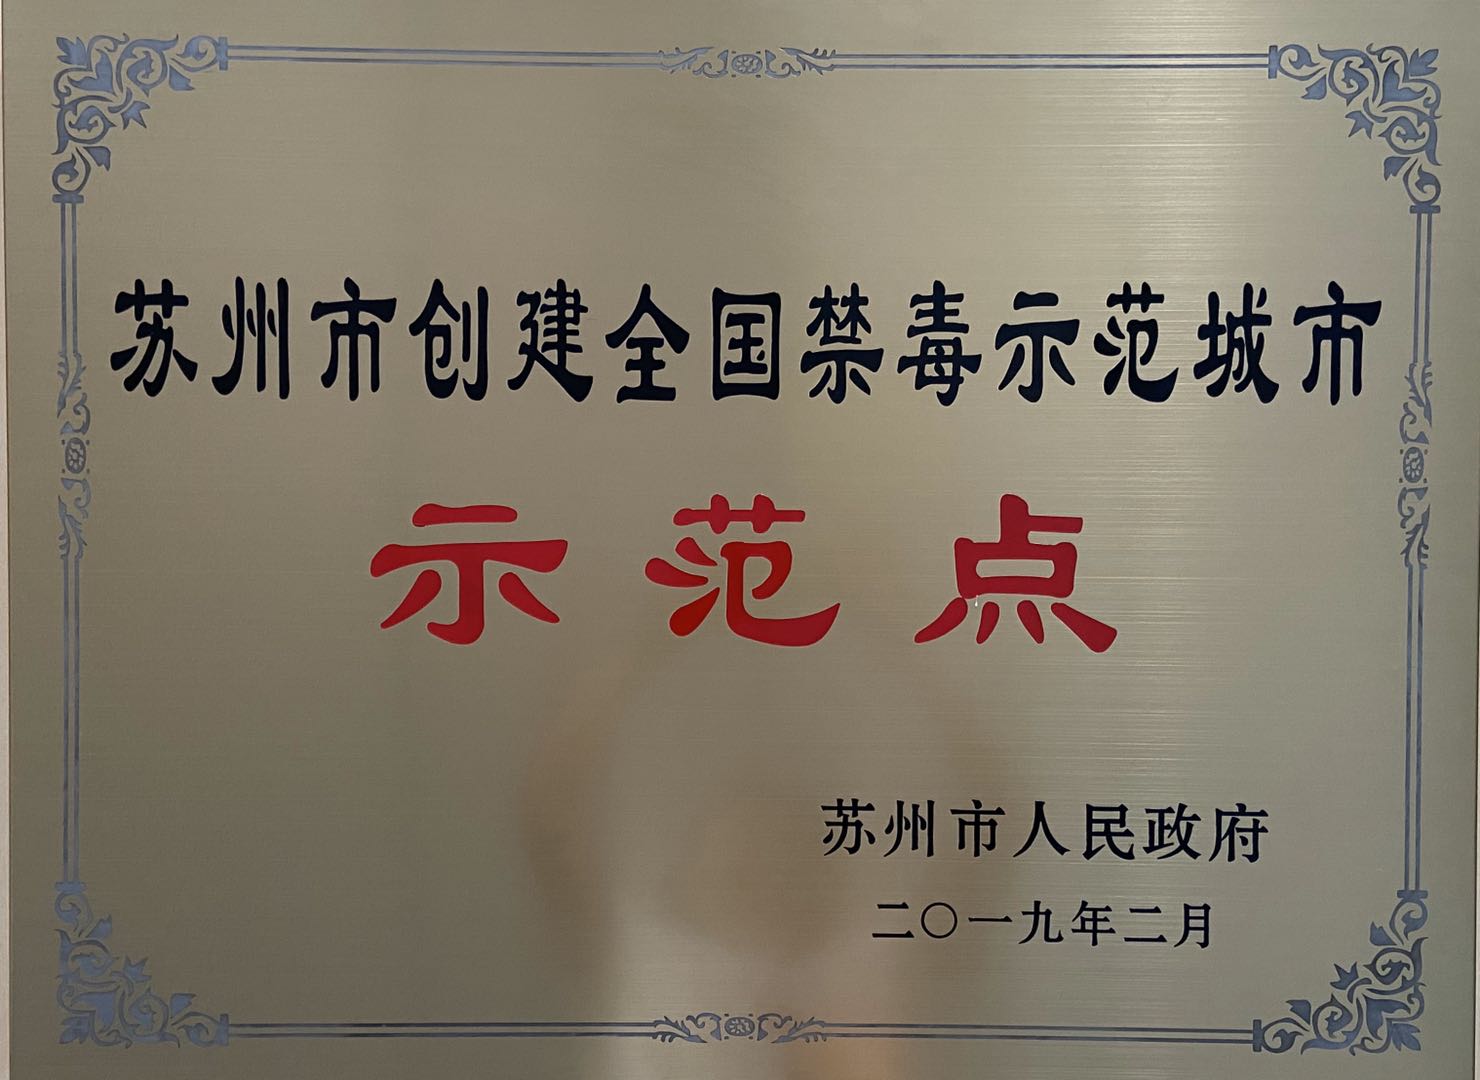 苏州市创建全国禁毒示范城市
示范点
苏州市人民政府
二〇一九年二月